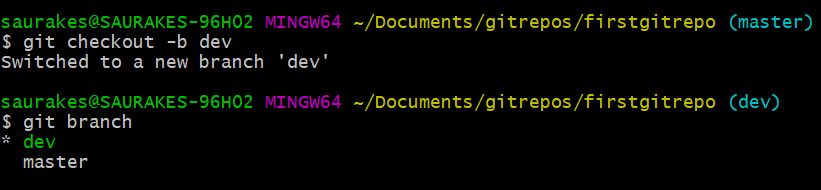 saurakes@SAURAKES-96H02 MINGW64 ~/Documents/gitrepos/firstgitrepo (master)
$ git checkout -b dev
Switched to a new branch 'dev'
saurakes@SAURAKES-96H02 MINGW64 ~/Documents/gitrepos/firstgitrepo (dev)
$ git branch
* dev
master